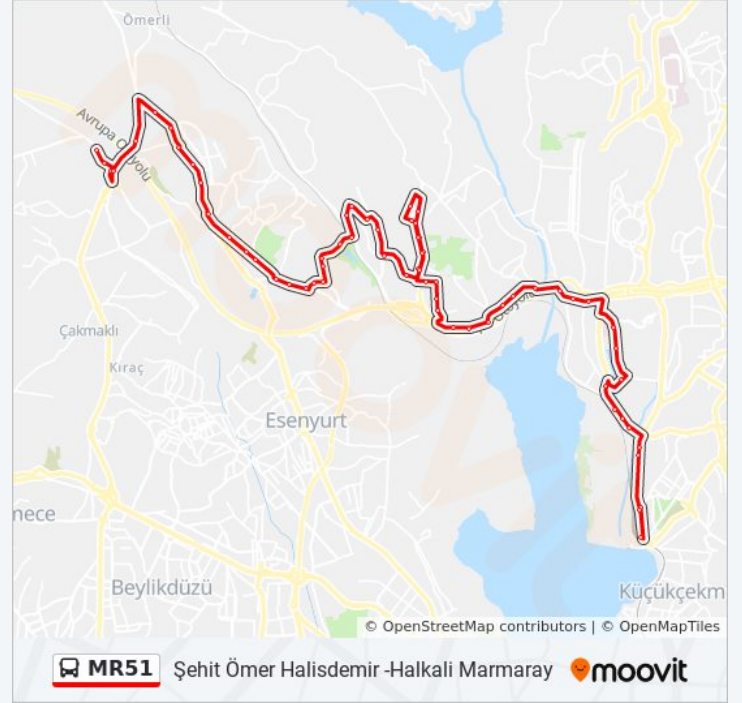 Ömerli
Avrupa Otoyolu
Otoyolu
Çakmaklı
Kıraç
Esenyurt
nece
Beylikdüzü
Küçükçekm
© OpenStreetMap contributors | © OpenMapTiles
MR51 Şehit Ömer Halisdemir -Halkali Marmaray moovit